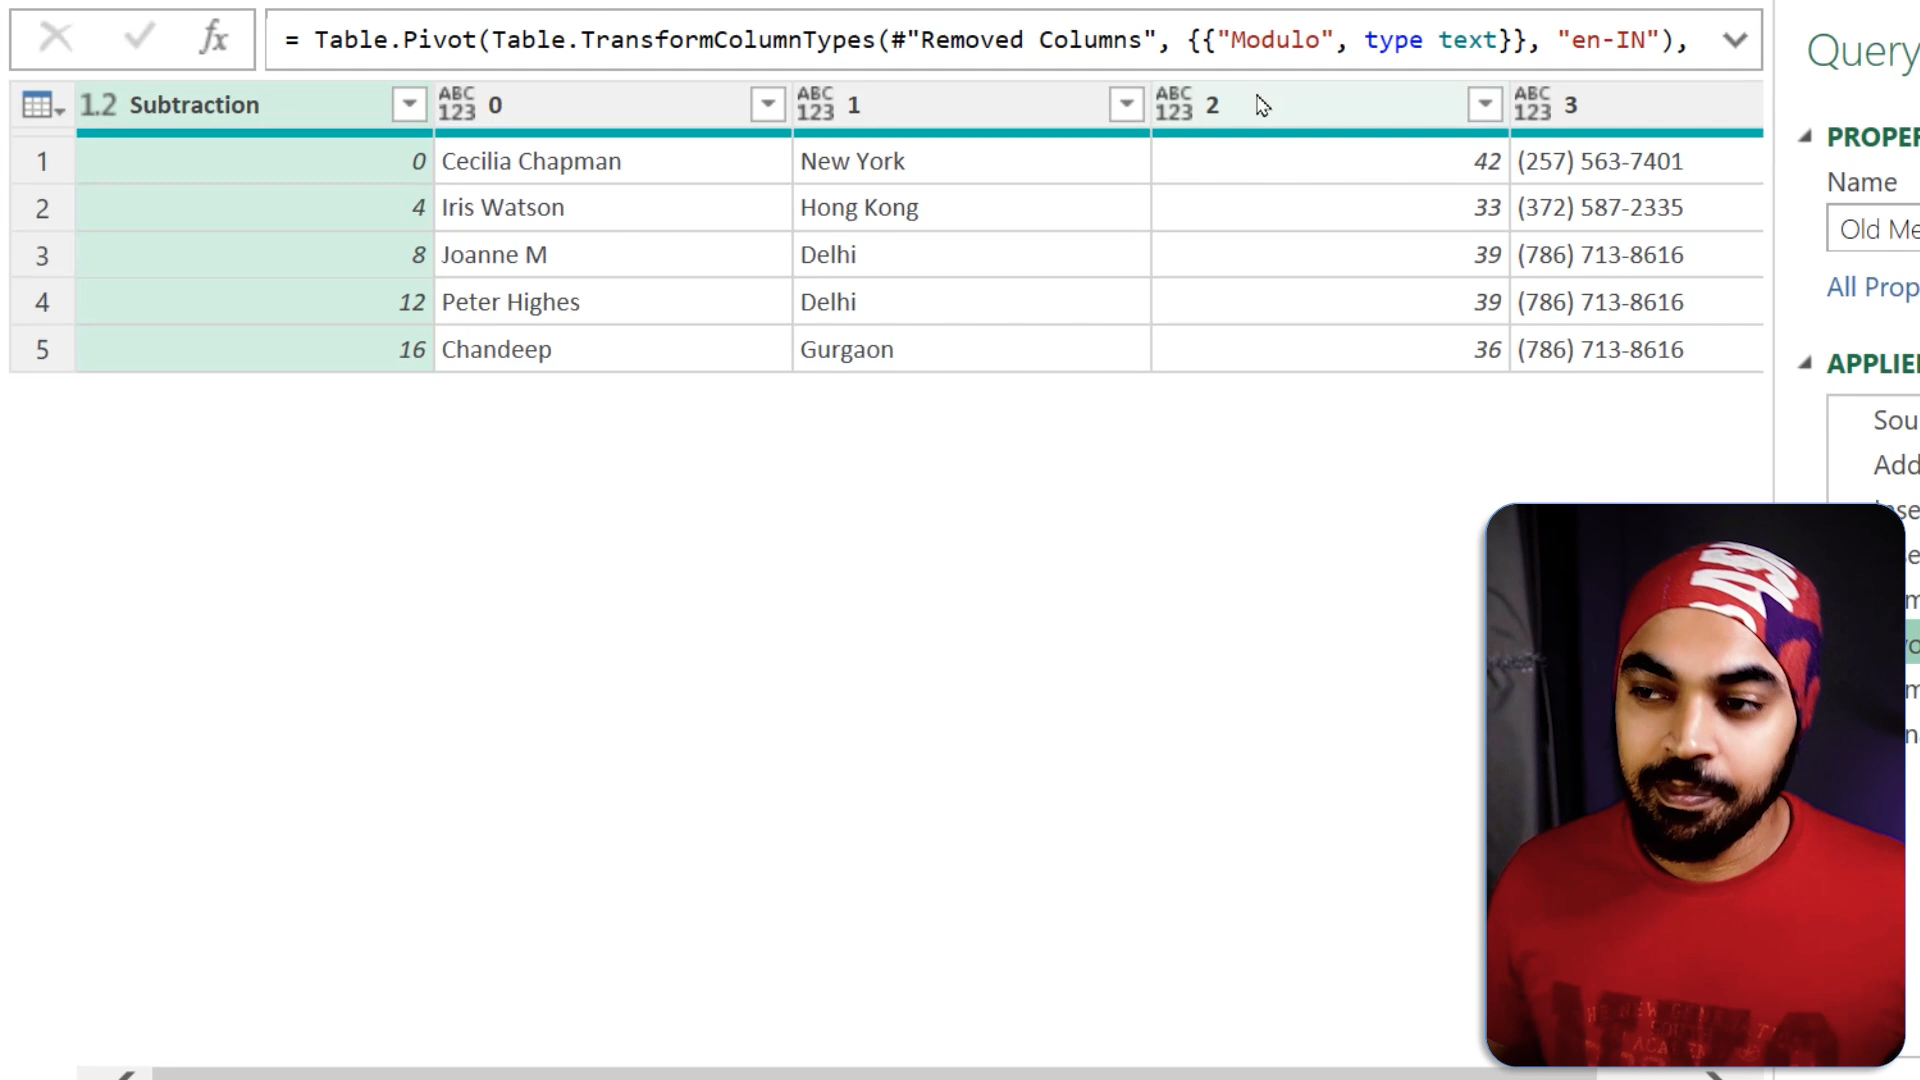 fx = Table.Pivot(Table.TransformColumnTypes(#"Removed Columns", {{"Modulo", type text}}, "en-IN"),
1.2 Subtraction ABC 123 0 ABC 123 1 ABC 123 2 ABC 123 3
1 0 Cecilia Chapman New York 42 (257) 563-7401
2 4 Iris Watson Hong Kong 33 (372) 587-2335
3 8 Joanne M Delhi 39 (786) 713-8616
4 12 Peter Highes Delhi 39 (786) 713-8616
5 16 Chandeep Gurgaon 36 (786) 713-8616
Query
PROPER
Name
Old Me
All Prop
APPLIE
Sou
Add